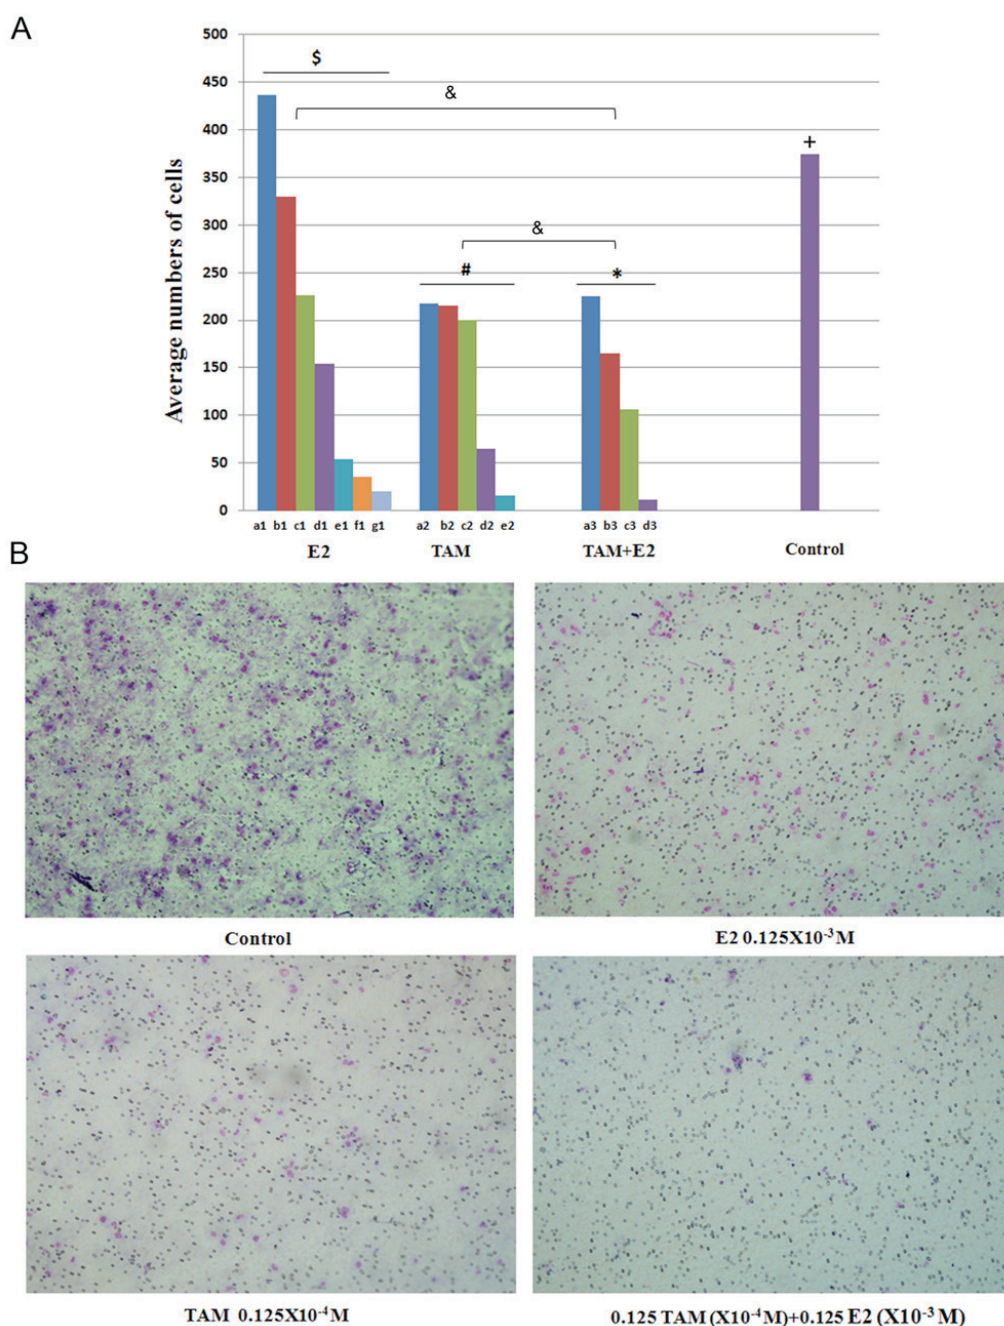 A
500
$
450
&
400
+
350
300
&
250
#
*
200
150
100
50
0
Average numbers of cells
a1 b1 c1 d1 e1 f1 g1 a2 b2 c2 d2 e2 a3 b3 c3 d3
E2 TAM TAM+E2 Control
B
Control E2 0.125X10⁻³M
TAM 0.125X10⁻⁴M 0.125 TAM (X10⁻⁴M)+0.125 E2 (X10⁻³ M)